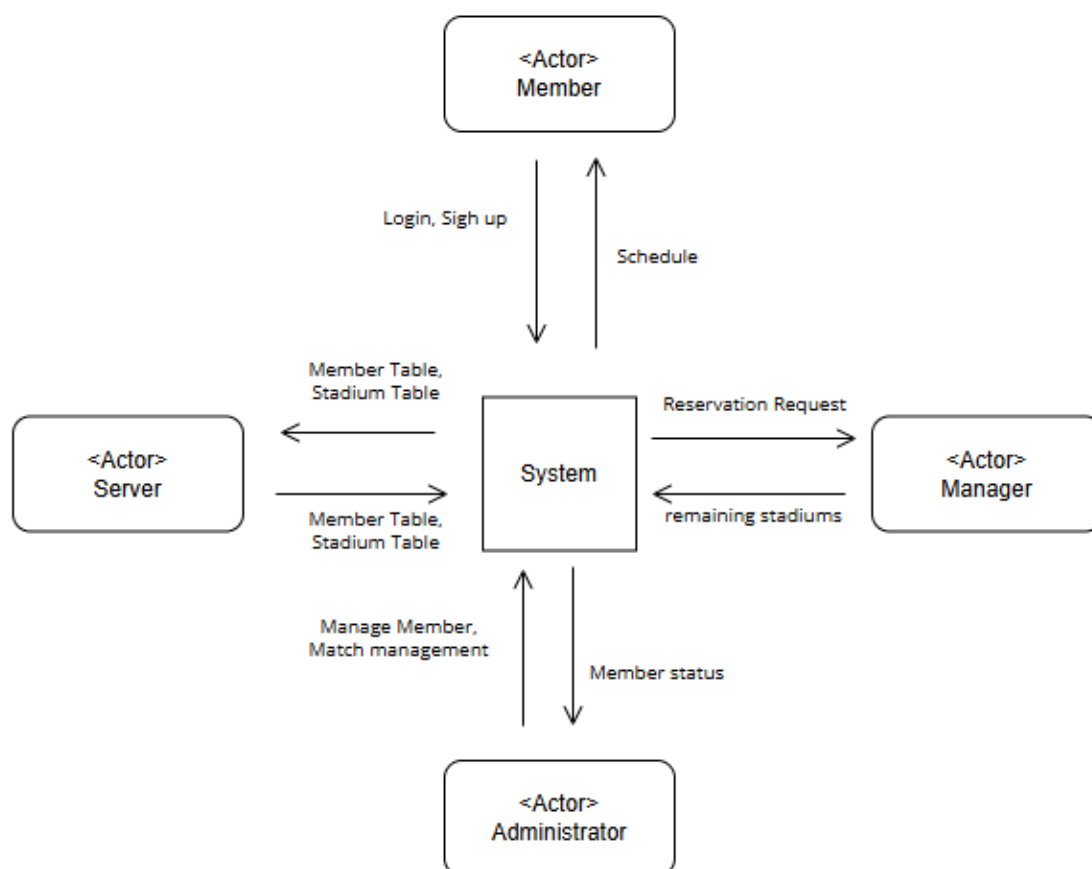 <Actor>
Member
Login, Sigh up
Schedule
Member Table,
Stadium Table
Reservation Request
<Actor>
Server
System
<Actor>
Manager
Member Table,
Stadium Table
remaining stadiums
Manage Member,
Match management
Member status
<Actor>
Administrator